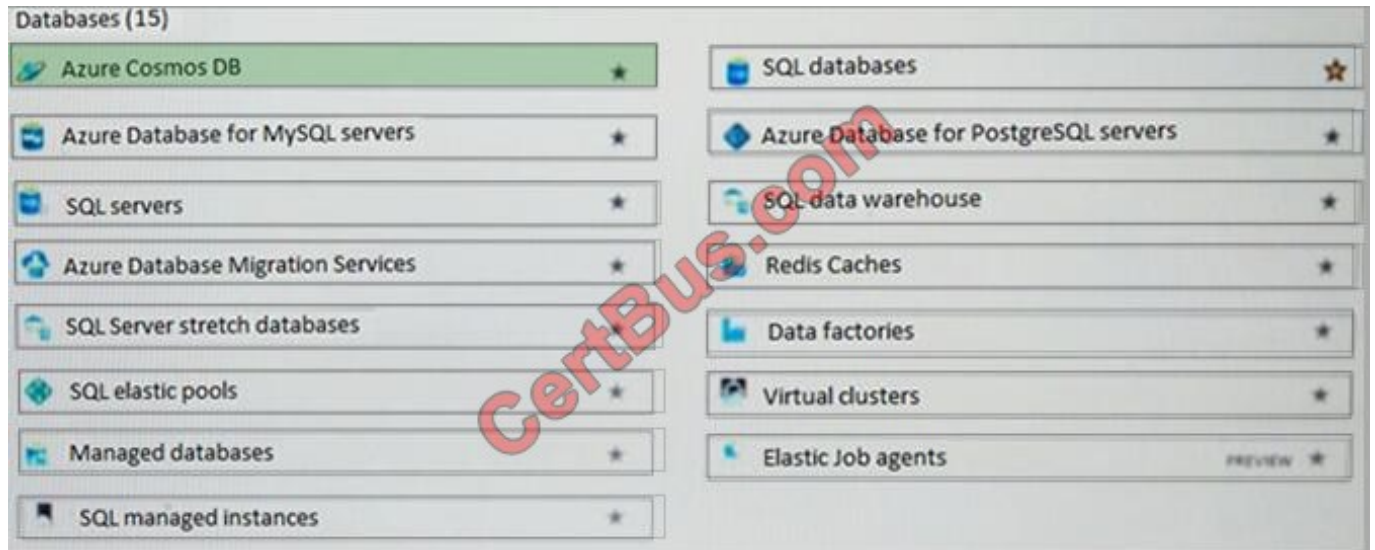 Databases (15)
Azure Cosmos DB
SQL databases
Azure Database for MySQL servers
Azure Database for PostgreSQL servers
SQL servers
SQL data warehouse
Azure Database Migration Services
Redis Caches
SQL Server stretch databases
Data factories
SQL elastic pools
Virtual clusters
Managed databases
Elastic Job agents PREVIEW
SQL managed instances
CertBus.com